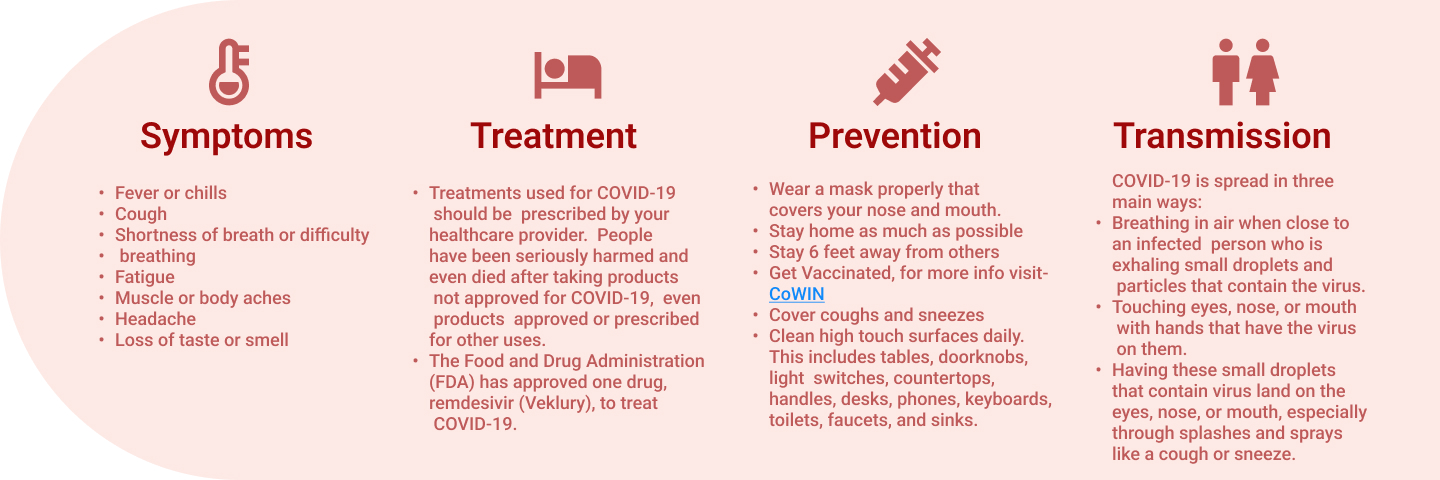 Symptoms
• Fever or chills
• Cough
• Shortness of breath or difficulty
• breathing
• Fatigue
• Muscle or body aches
• Headache
• Loss of taste or smell
Treatment
• Treatments used for COVID-19
should be prescribed by your
healthcare provider. People
have been seriously harmed and
even died after taking products
not approved for COVID-19, even
products approved or prescribed
for other uses.
• The Food and Drug Administration
(FDA) has approved one drug,
remdesivir (Veklury), to treat
COVID-19.
Prevention
• Wear a mask properly that
covers your nose and mouth.
• Stay home as much as possible
• Stay 6 feet away from others
• Get Vaccinated, for more info visit-
CoWIN
• Cover coughs and sneezes
• Clean high touch surfaces daily.
This includes tables, doorknobs,
light switches, countertops,
handles, desks, phones, keyboards,
toilets, faucets, and sinks.
Transmission
COVID-19 is spread in three
main ways:
• Breathing in air when close to
an infected person who is
exhaling small droplets and
particles that contain the virus.
• Touching eyes, nose, or mouth
with hands that have the virus
on them.
• Having these small droplets
that contain virus land on the
eyes, nose, or mouth, especially
through splashes and sprays
like a cough or sneeze.